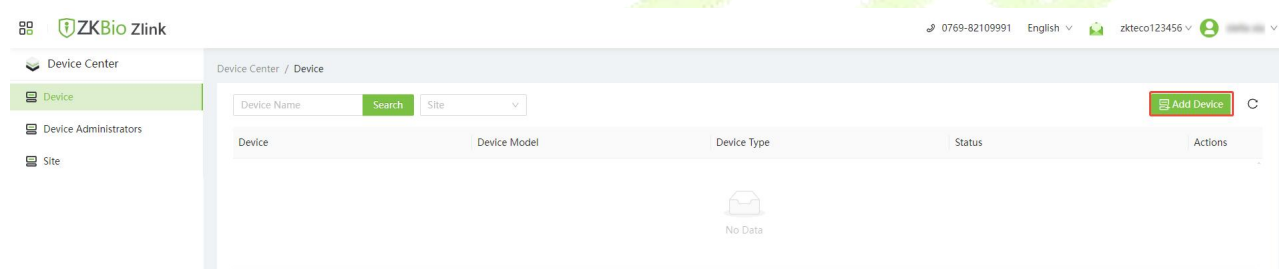 ZKBio Zlink
0769-82109991 English zkteco123456
Device Center
Device Center / Device
Device
Device Name Search Site Add Device
Device Administrators
Device Device Model Device Type Status Actions
Site
No Data